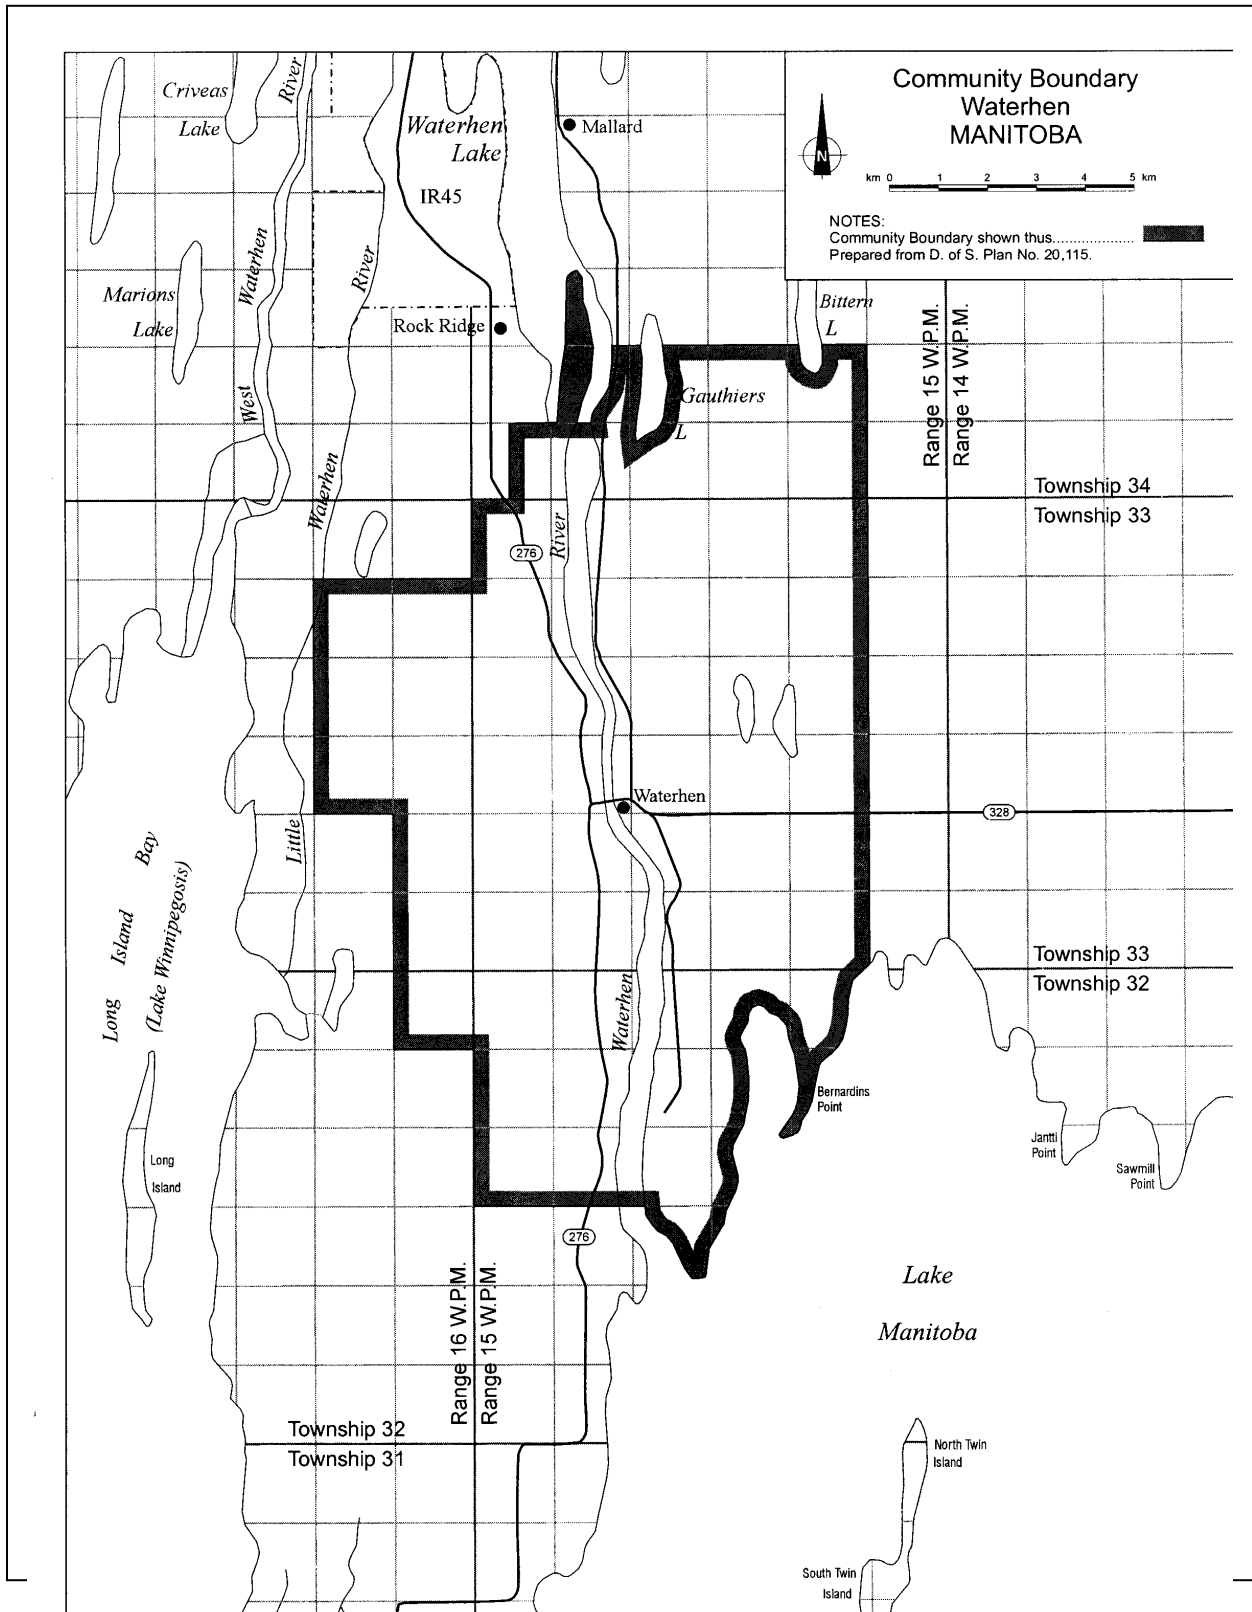 Community Boundary
Waterhen
MANITOBA
N
km 0 1 2 3 4 5 km
NOTES:
Community Boundary shown thus....................
Prepared from D. of S. Plan No. 20,115.
Criveas
Lake
River
Waterhen
Lake
Mallard
IR45
Waterhen
River
Marions
Lake
Rock Ridge
Bittern
L
Range 15 W.P.M.
Range 14 W.P.M.
West
Gauthiers
L
Waterhen
Township 34
Township 33
River
276
Waterhen
328
Little
Long Island Bay
(Lake Winnipegosis)
Township 33
Township 32
Waterhen
Bernardins
Point
Jantti
Point
Sawmill
Point
Long
Island
276
Lake
Manitoba
Range 16 W.P.M.
Range 15 W.P.M.
Township 32
Township 31
North Twin
Island
South Twin
Island